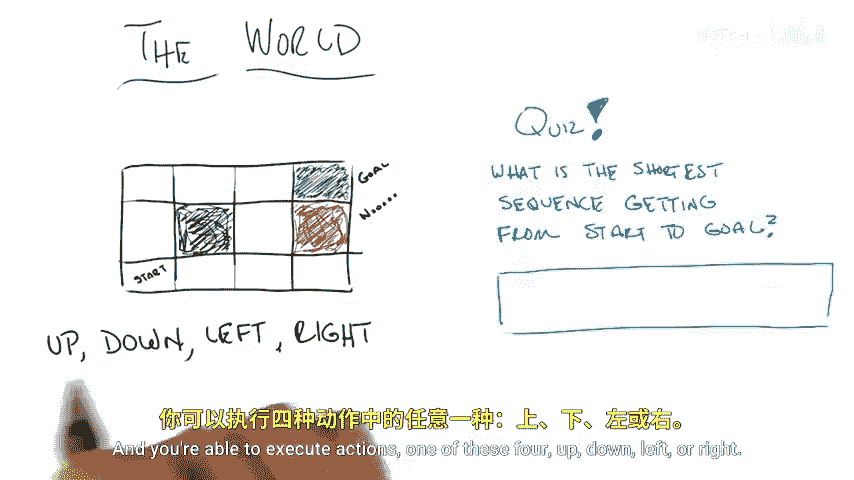 THE WORLD
QUIZ!
WHAT IS THE SHORTEST
SEQUENCE GETTING
FROM START TO GOAL?
GOAL
NO.....
START
UP, DOWN, LEFT, RIGHT
你可以执行四种动作中的任意一种：上、下、左或右。
And you're able to execute actions, one of these four, up, down, left, or right.